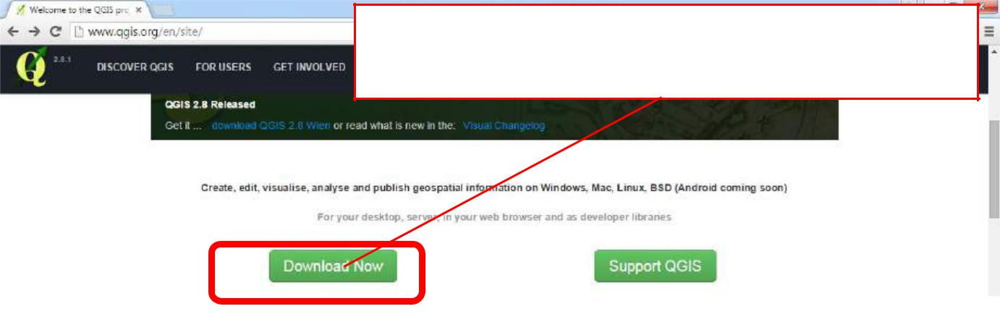 Welcome to the QGIS pro
www.qgis.org/en/site/
2.8.1
DISCOVER QGIS FOR USERS GET INVOLVED
QGIS 2.8 Released
Get it ... download QGIS 2.8 Wien or read what is new in the: Visual Changelog
Create, edit, visualise, analyse and publish geospatial information on Windows, Mac, Linux, BSD (Android coming soon)
For your desktop, server, in your web browser and as developer libraries
Download Now Support QGIS